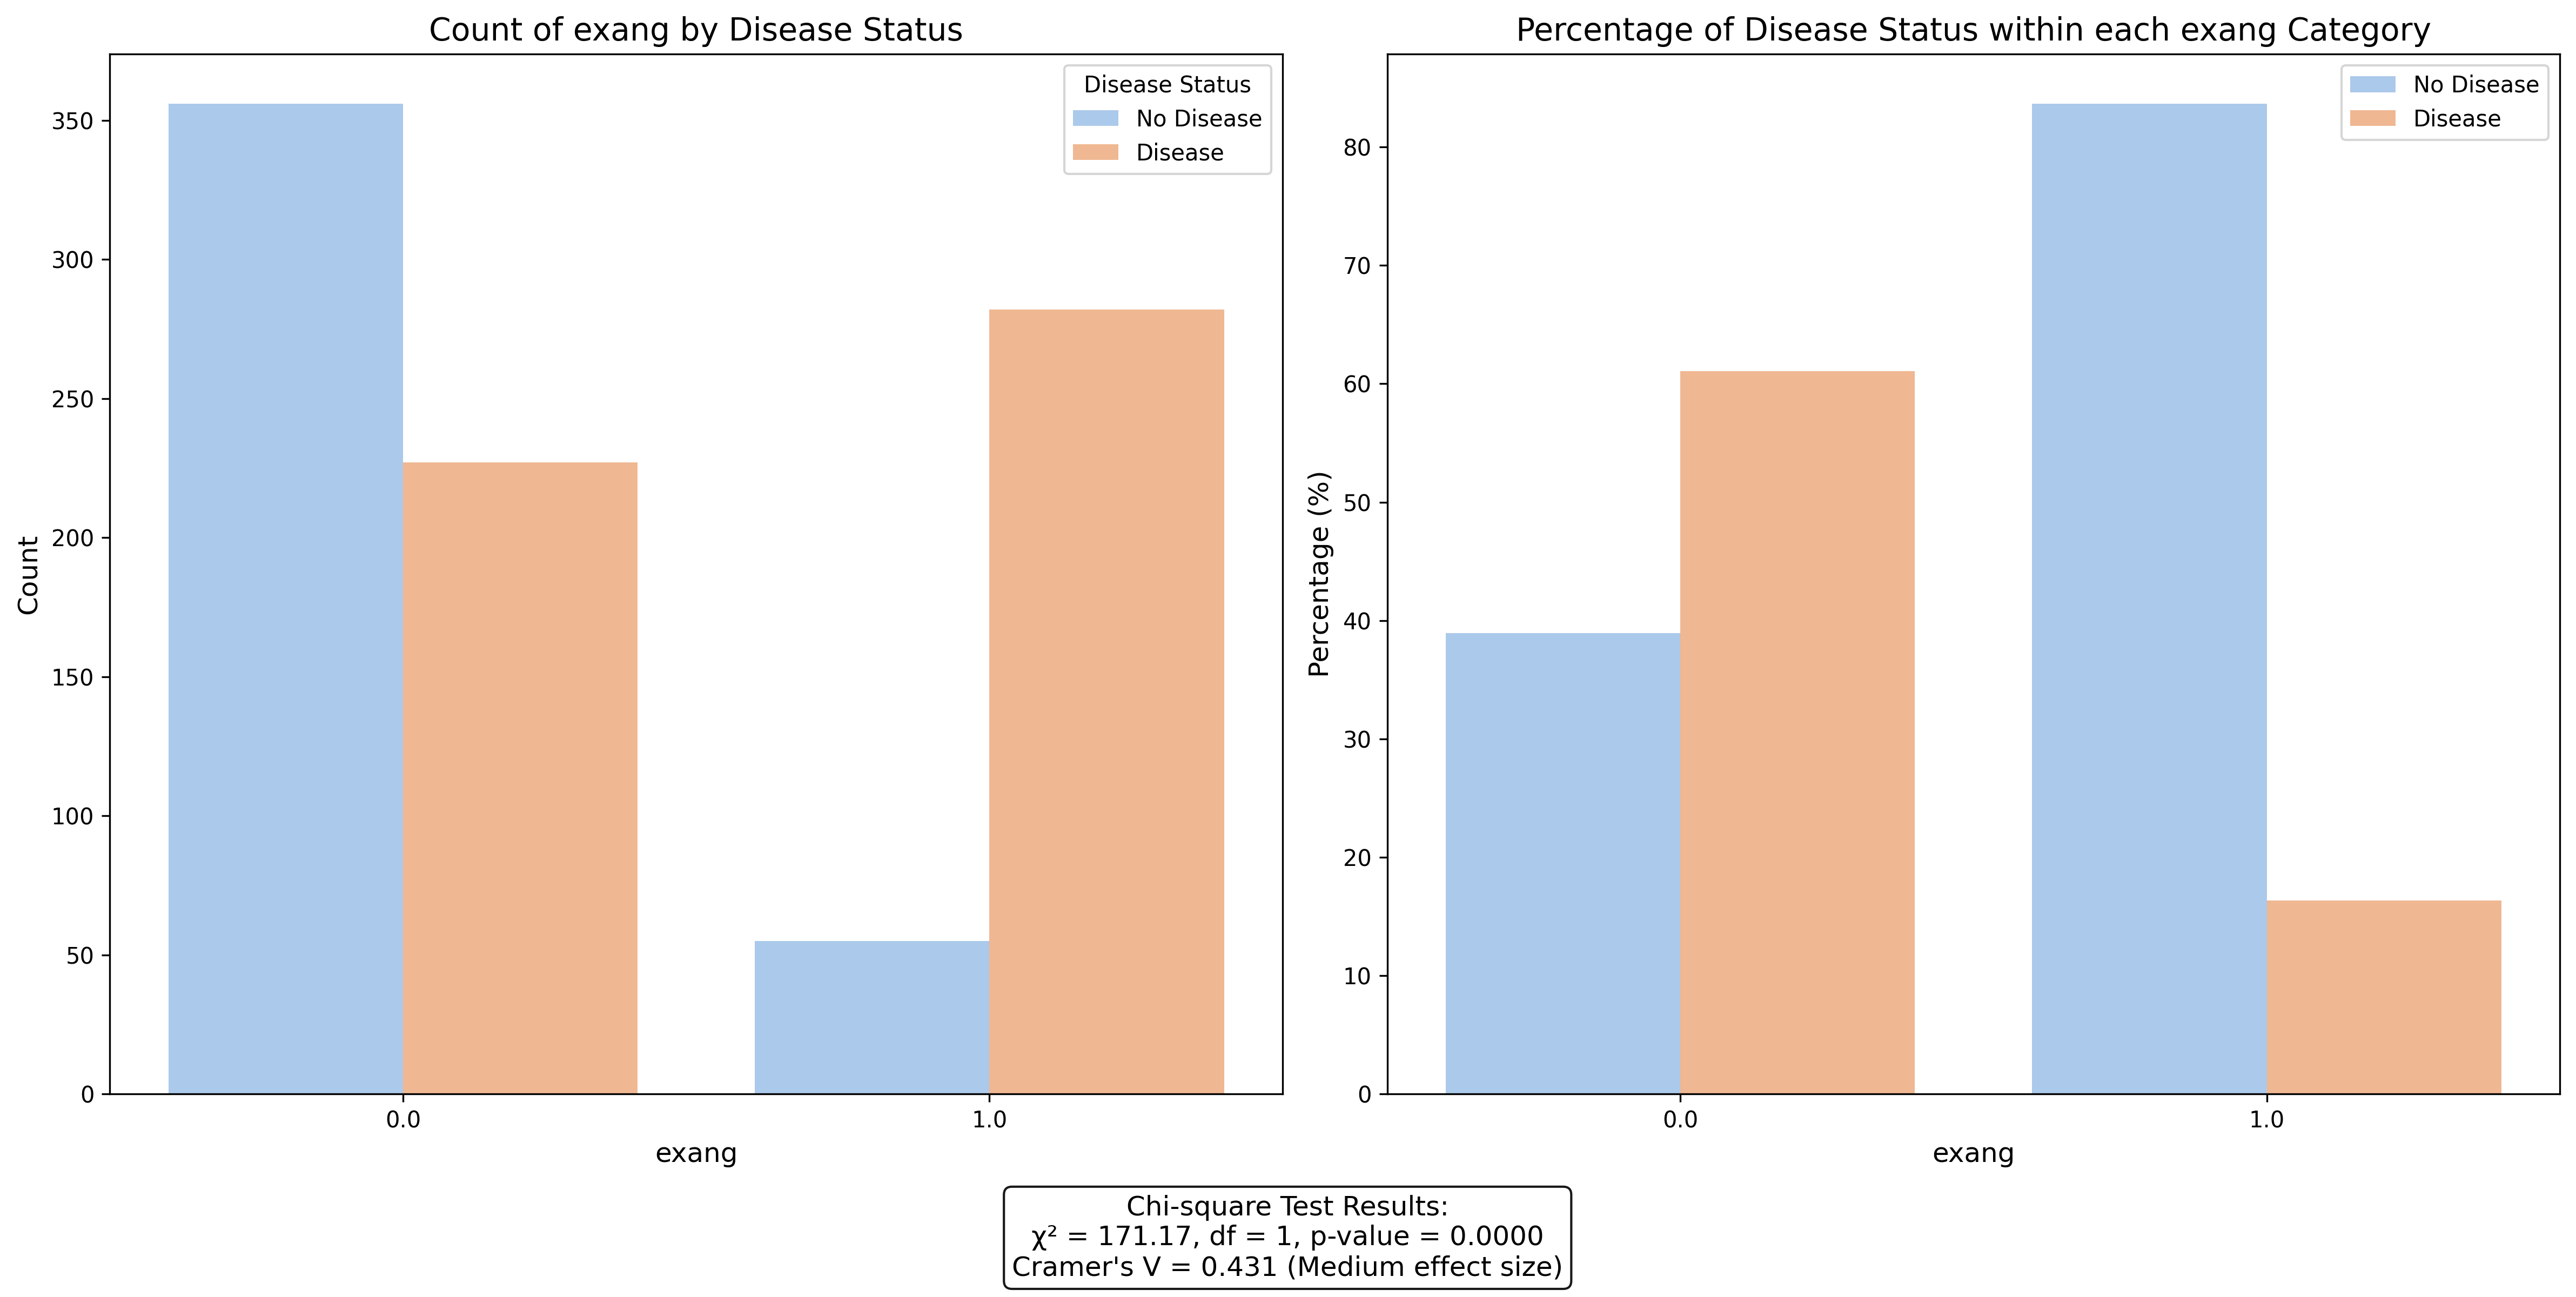 Count of exang by Disease Status
Disease Status
No Disease
Disease
350
300
250
200
150
100
50
0
Count
0.0
1.0
exang
Percentage of Disease Status within each exang Category
No Disease
Disease
80
70
60
50
40
30
20
10
0
Percentage (%)
0.0
1.0
exang
Chi-square Test Results:
χ² = 171.17, df = 1, p-value = 0.0000
Cramer's V = 0.431 (Medium effect size)